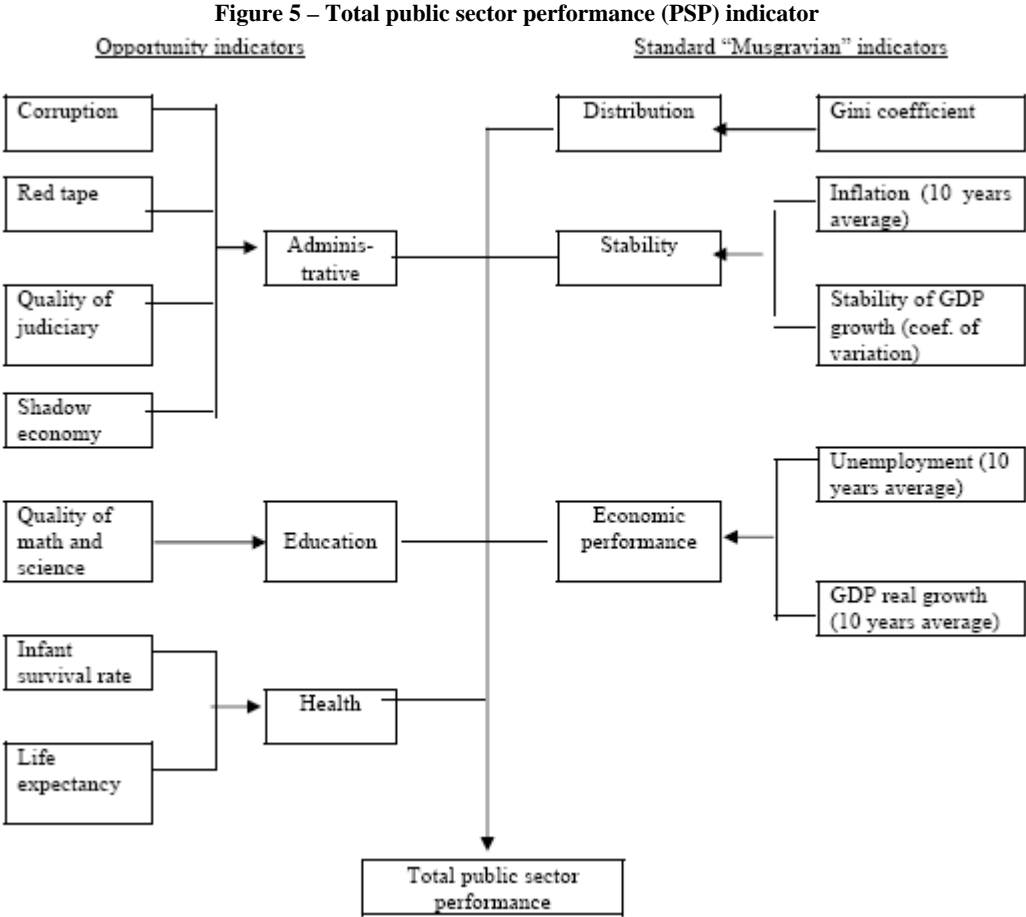 Figure 5 – Total public sector performance (PSP) indicator
Opportunity indicators
Standard “Musgravian” indicators
Corruption
Red tape
Quality of
judiciary
Shadow
economy
Adminis-
trative
Quality of
math and
science
Education
Infant
survival rate
Life
expectancy
Health
Distribution
Gini coefficient
Stability
Inflation (10 years
average)
Stability of GDP
growth (coef. of
variation)
Economic
performance
Unemployment (10
years average)
GDP real growth
(10 years average)
Total public sector
performance